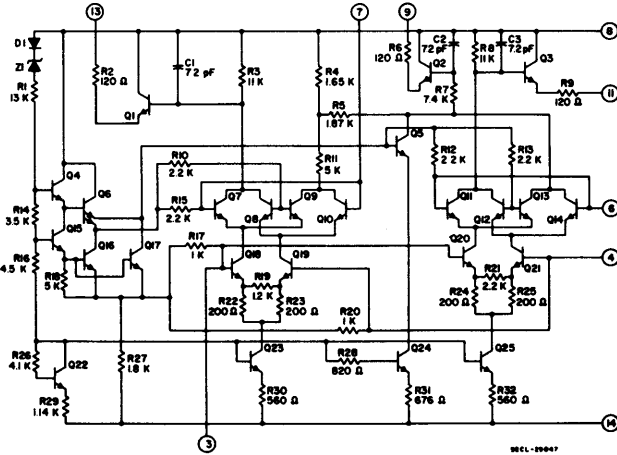 13
7
9
8
D1
Z1
R1
13 K
R2
120 Ω
Q1
C1
7.2 pF
R3
11 K
R4
1.65 K
R5
1.87 K
R6
120 Ω
C2
7.2 pF
Q2
R7
7.4 K
R8
11 K
C3
7.2 pF
Q3
R9
120 Ω
11
Q5
R10
2.2 K
R11
5 K
R12
2.2 K
R13
2.2 K
Q4
Q6
R15
2.2 K
Q7
Q8
Q9
Q10
Q11
Q12
Q13
Q14
6
R14
3.5 K
Q15
Q16
Q17
R16
4.5 K
R18
5 K
R17
1 K
Q18
Q19
R19
1.2 K
R22
200 Ω
R23
200 Ω
R20
1 K
Q20
Q21
R21
2.2 K
R24
200 Ω
R25
200 Ω
4
R26
4.1 K
Q22
R27
1.8 K
Q23
R28
820 Ω
Q24
Q25
R29
1.14 K
R30
560 Ω
R31
676 Ω
R32
560 Ω
14
3
92CL-29047